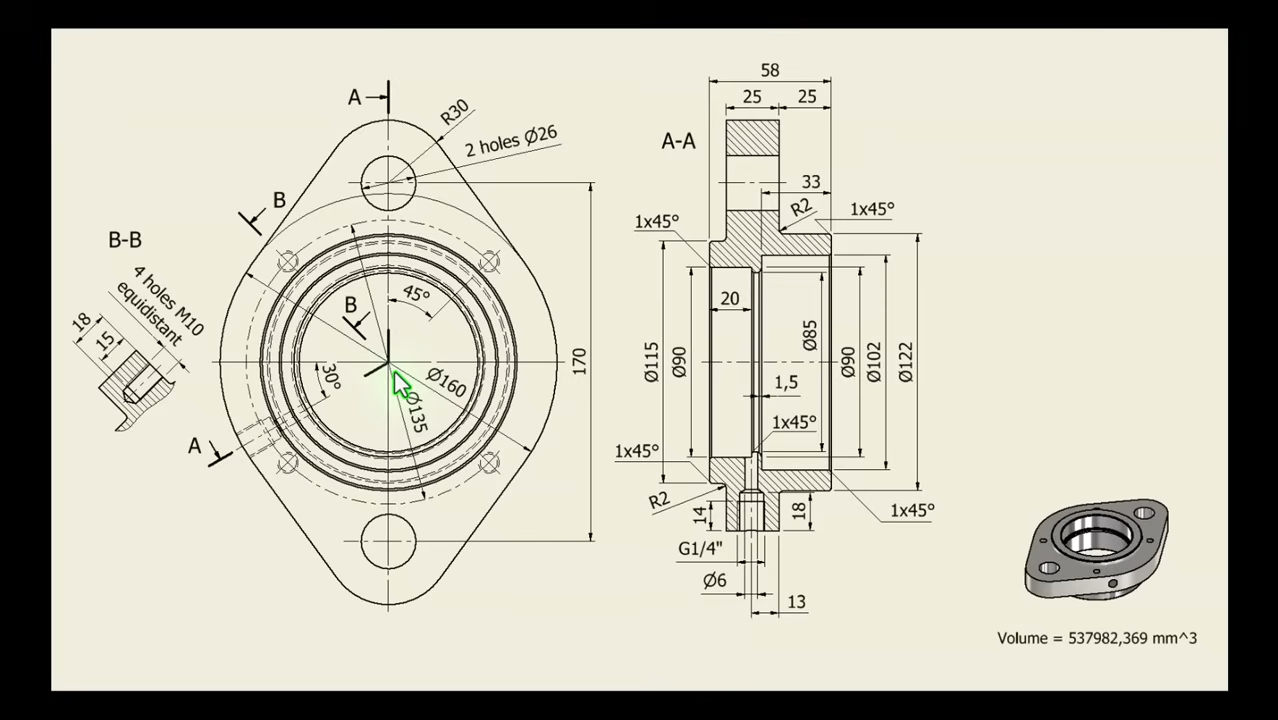 A
R30
2 holes Ø26
B
B-B
4 holes M10
equidistant
18
15
B
45°
30°
Ø160
Ø135
170
A
A-A
58
25
25
33
R2
1x45°
1x45°
20
Ø115
Ø90
Ø85
Ø90
Ø102
Ø122
1,5
1x45°
1x45°
R2
14
18
1x45°
G1/4"
Ø6
13
Volume = 537982,369 mm^3